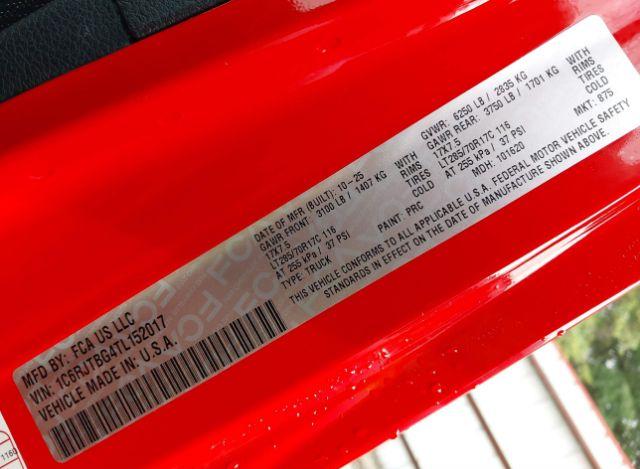 MFD BY: FCA US LLC
DATE OF MFR (BUILT): 10-25
GVWR: 6250 LB / 2835 KG
GAWR FRONT: 3100 LB / 1407 KG WITH
GAWR REAR: 3750 LB / 1701 KG WITH
17X7.5 RIMS
17X7.5 RIMS
LT285/70R17C 116 TIRES
LT285/70R17C 116 TIRES
AT 255 kPa / 37 PSI COLD
AT 255 kPa / 37 PSI COLD
TYPE: TRUCK
PAINT: PRC
MDH: 101620
MKT: 875
THIS VEHICLE CONFORMS TO ALL APPLICABLE U.S.A. FEDERAL MOTOR VEHICLE SAFETY
STANDARDS IN EFFECT ON THE DATE OF MANUFACTURE SHOWN ABOVE.
VIN: 1C6RJTBG4TL152017
VEHICLE MADE IN U.S.A.